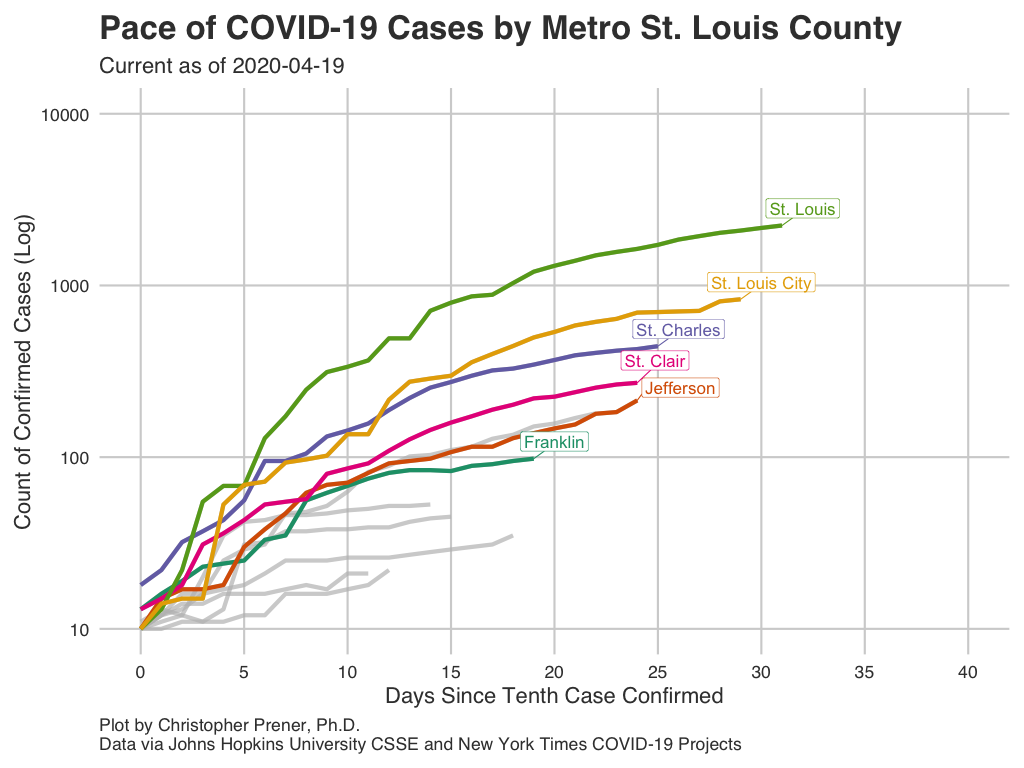 Pace of COVID-19 Cases by Metro St. Louis County
Current as of 2020-04-19
Count of Confirmed Cases (Log)
10000
1000
100
10
St. Louis
St. Louis City
St. Charles
St. Clair
Jefferson
Franklin
0 5 10 15 20 25 30 35 40
Days Since Tenth Case Confirmed
Plot by Christopher Prener, Ph.D.
Data via Johns Hopkins University CSSE and New York Times COVID-19 Projects